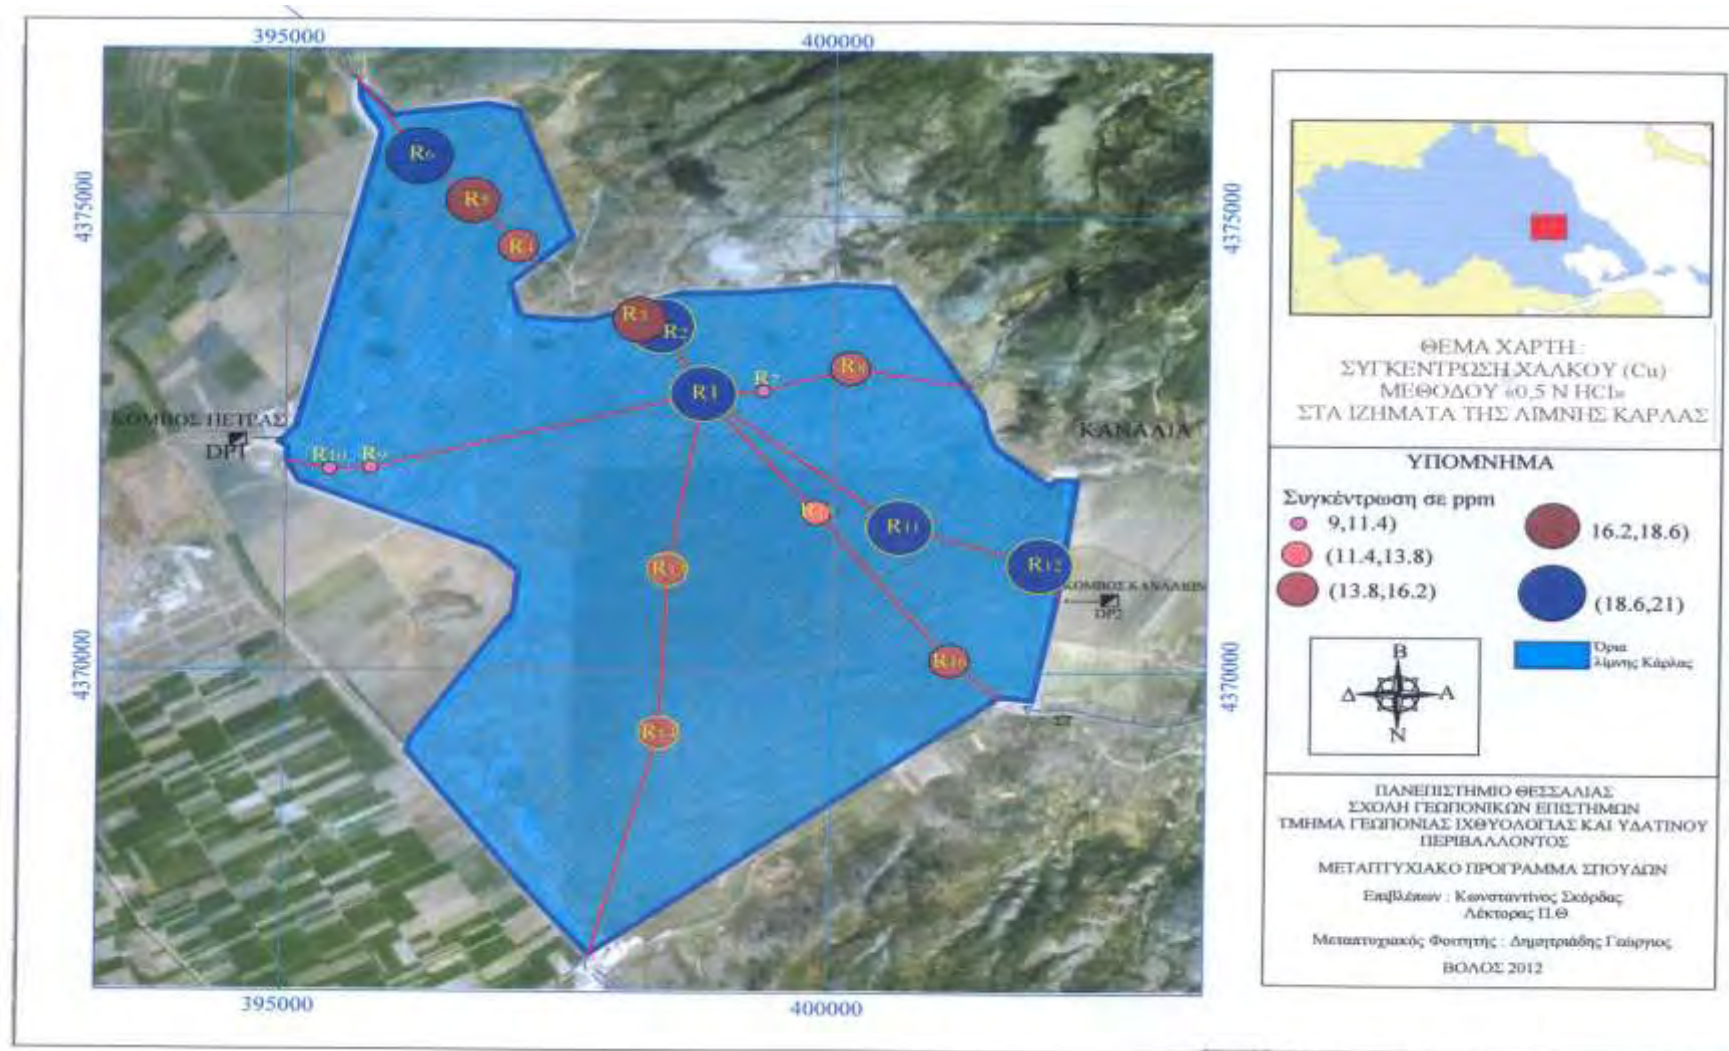 395000
400000
4375000
4375000
R6
R5
R4
R3
R2
R1
R7
R8
ΚΟΜΒΟΣ ΠΕΤΡΑΣ
DP1
R10
R9
ΚΑΝΑΛΙΑ
R11
R12
ΚΟΜΒΟΣ ΚΑΝΑΛΙΩΝ
DP2
R16
4370000
4370000
395000
400000
ΘΕΜΑ ΧΑΡΤΗ :
ΣΥΓΚΕΝΤΡΩΣΗ ΧΑΛΚΟΥ (Cu)
ΜΕΘΟΔΟΥ «0,5 N HCl»
ΣΤΑ ΙΖΗΜΑΤΑ ΤΗΣ ΛΙΜΝΗΣ ΚΑΡΛΑΣ
ΥΠΟΜΝΗΜΑ
Συγκέντρωση σε ppm
9,11.4)
(11.4,13.8)
(13.8,16.2)
16.2,18.6)
(18.6,21)
Όρια
λίμνης Κάρλας
Β
Δ
Α
Ν
ΠΑΝΕΠΙΣΤΗΜΙΟ ΘΕΣΣΑΛΙΑΣ
ΣΧΟΛΗ ΓΕΩΠΟΝΙΚΩΝ ΕΠΙΣΤΗΜΩΝ
ΤΜΗΜΑ ΓΕΩΠΟΝΙΑΣ ΙΧΘΥΟΛΟΓΙΑΣ ΚΑΙ ΥΔΑΤΙΝΟΥ
ΠΕΡΙΒΑΛΛΟΝΤΟΣ
ΜΕΤΑΠΤΥΧΙΑΚΟ ΠΡΟΓΡΑΜΜΑ ΣΠΟΥΔΩΝ
Επιβλέπων : Κωνσταντίνος Σκόρδας
Λέκτορας Π.Θ
Μεταπτυχιακός Φοιτητής : Δημητριάδης Γεώργιος
ΒΟΛΟΣ 2012